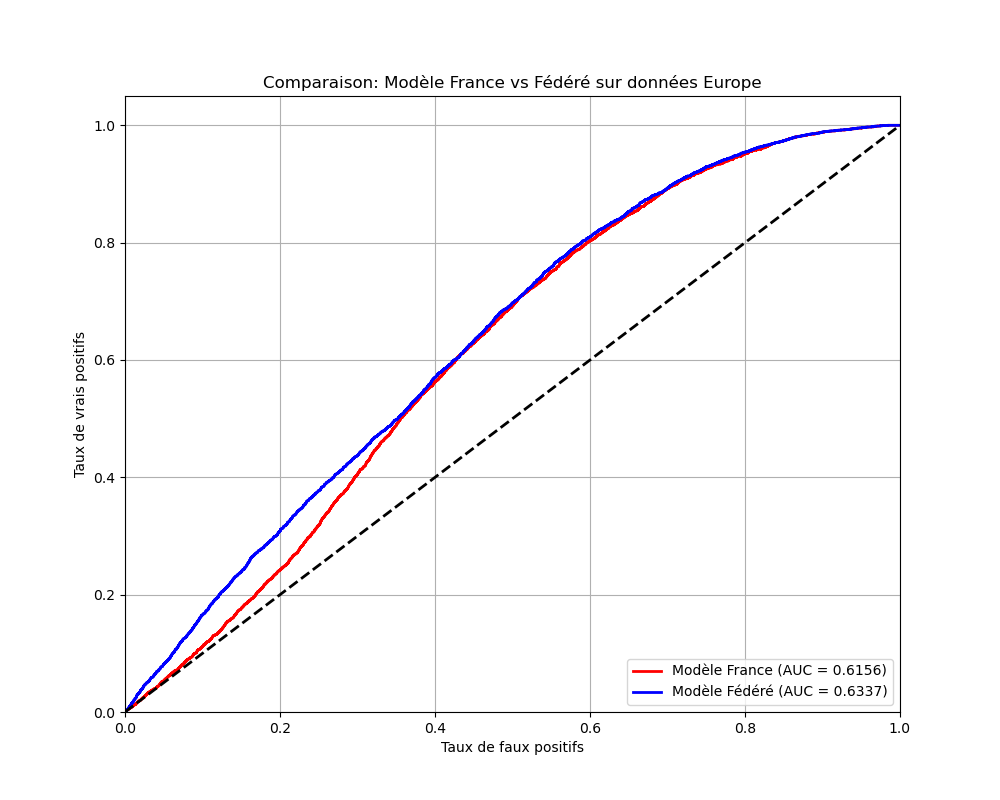 Comparaison: Modèle France vs Fédéré sur données Europe
1.0
0.8
0.6
0.4
0.2
0.0
Taux de vrais positifs
0.0 0.2 0.4 0.6 0.8 1.0
Taux de faux positifs
Modèle France (AUC = 0.6156)
Modèle Fédéré (AUC = 0.6337)